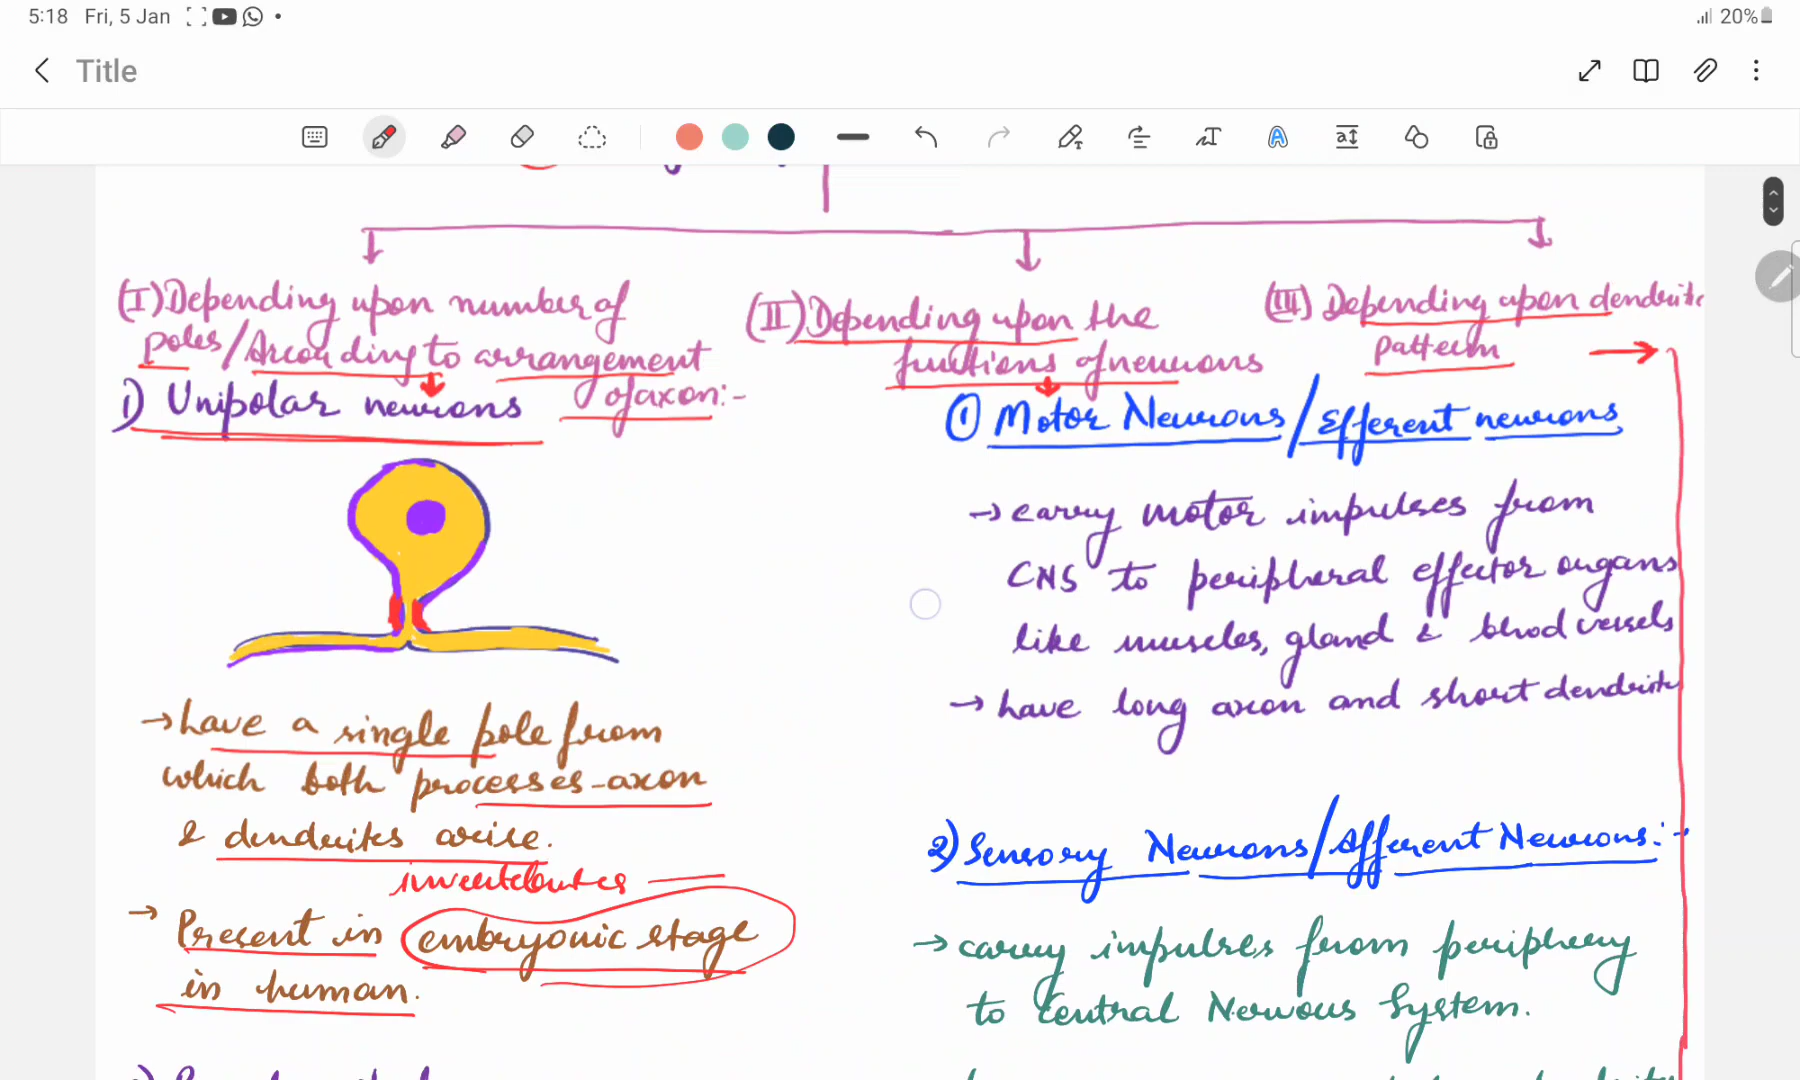 5:18 Fri, 5 Jan
20%
Title
(I) Depending upon number of
poles/According to arrangement
of axon:-
1) Unipolar neurons
→ have a single pole from
which both processes-axon
& dendrites arise.
invertebrates
→ Present in embryonic stage
in human.
(II) Depending upon the
functions of neurons
① Motor Neurons/Efferent neurons
→ carry motor impulses from
CNS to peripheral effector organs
like muscles, gland & blood vessels
→ have long axon and short dendrite
2) Sensory Neurons/Afferent Neurons:-
→ carry impulses from periphery
to Central Nervous System.
(III) Depending upon dendritic
pattern